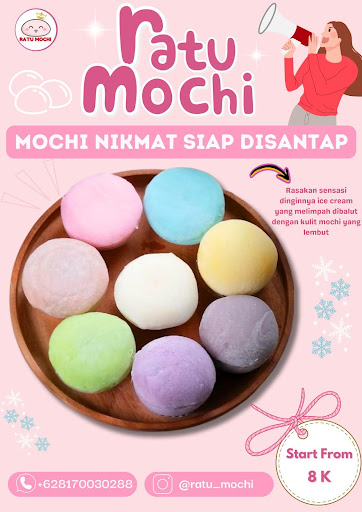 RATU MOCHI
ratu
mochi
MOCHI NIKMAT SIAP DISANTAP
Rasakan sensasi
dinginnya ice cream
yang melimpah dibalut
dengan kulit mochi yang
lembut
Start From
8 K
+628170030288
@ratu_mochi